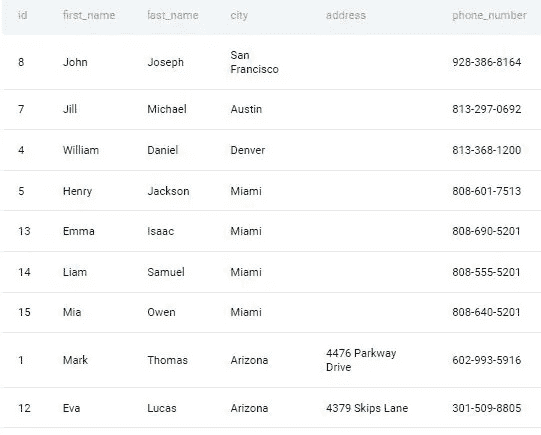 id first_name last_name city address phone_number
8 John Joseph San Francisco 928-386-8164
7 Jill Michael Austin 813-297-0692
4 William Daniel Denver 813-368-1200
5 Henry Jackson Miami 808-601-7513
13 Emma Isaac Miami 808-690-5201
14 Liam Samuel Miami 808-555-5201
15 Mia Owen Miami 808-640-5201
1 Mark Thomas Arizona 4476 Parkway Drive 602-993-5916
12 Eva Lucas Arizona 4379 Skips Lane 301-509-8805